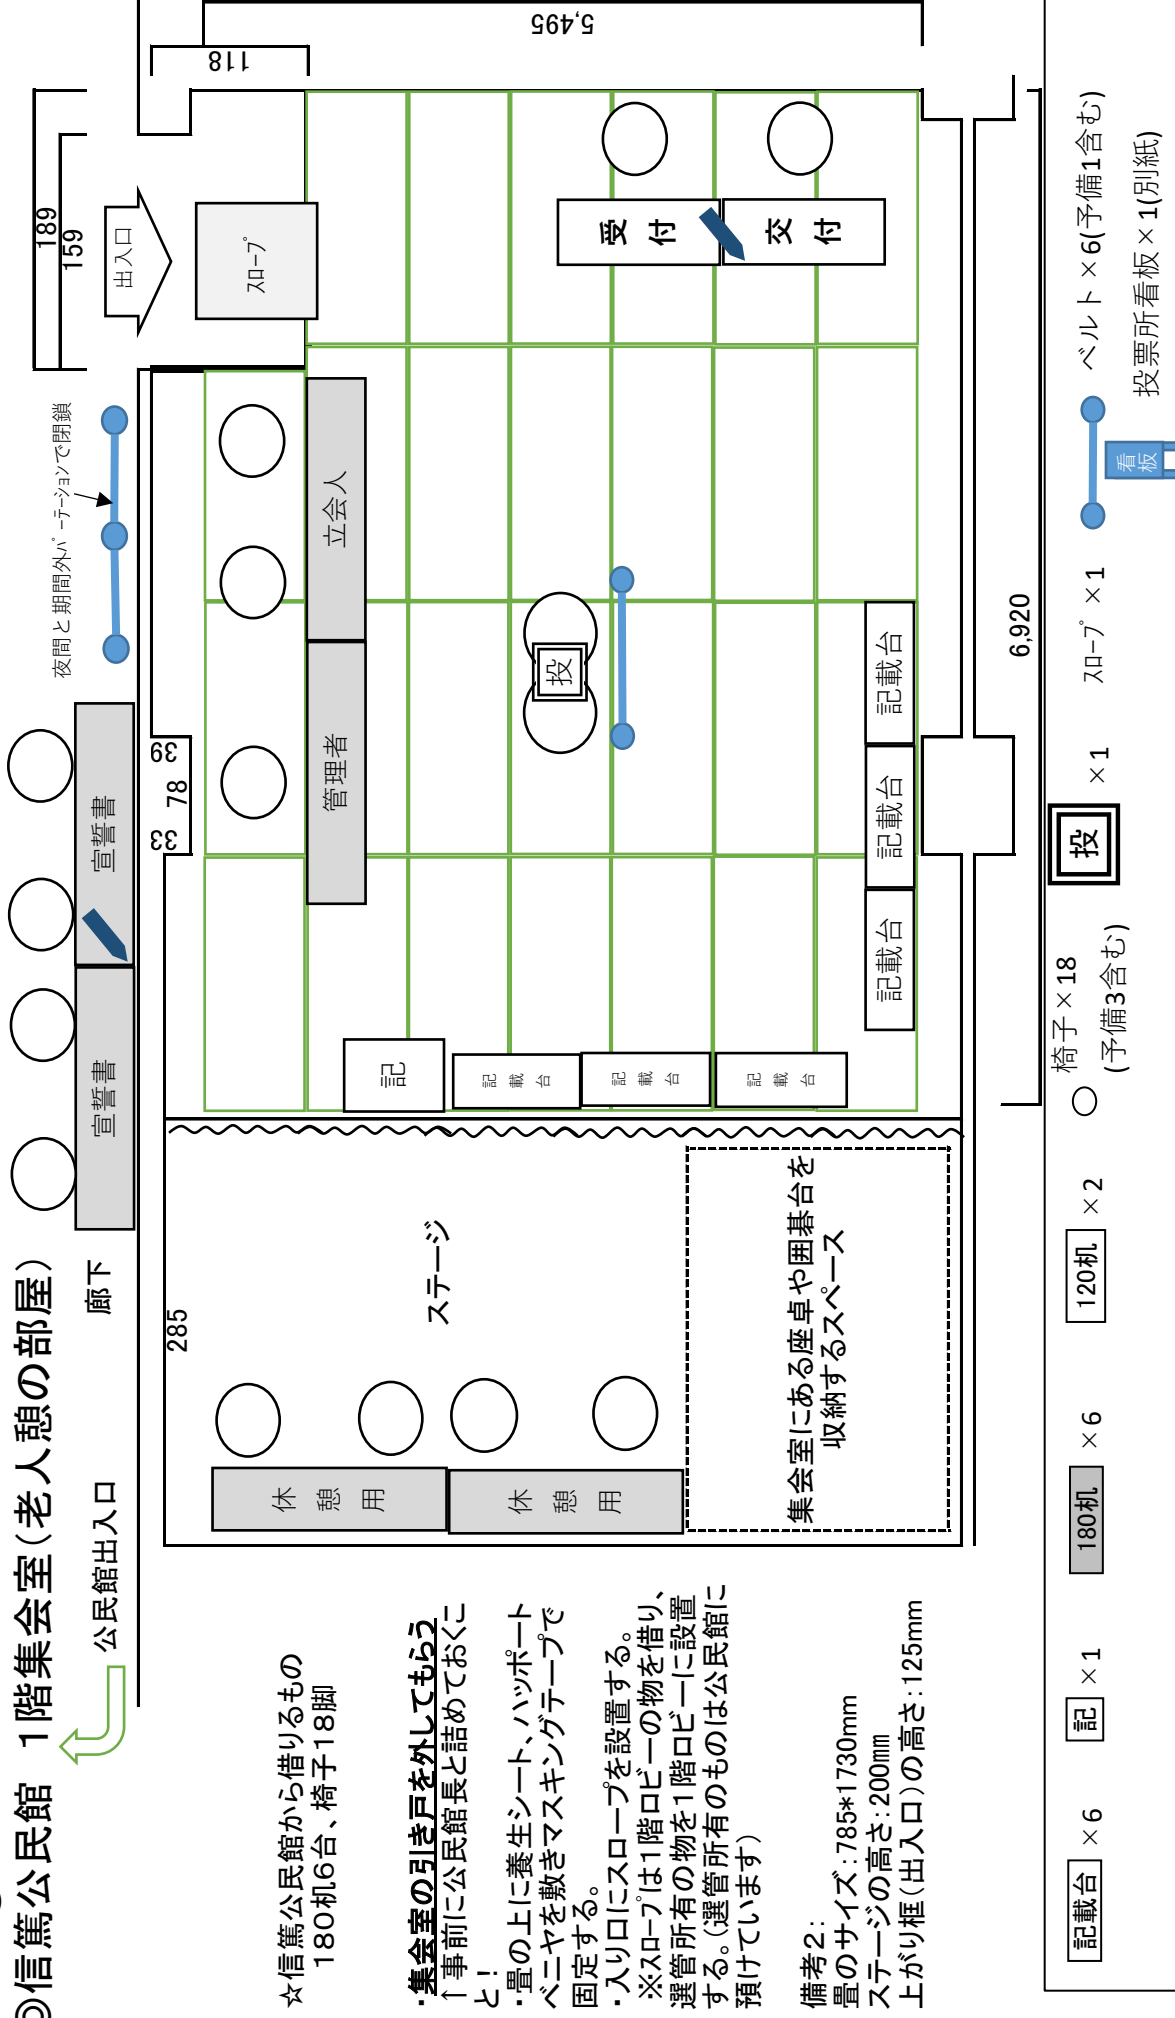 信篤公民館　1階集会室(老人憩の部屋)
公民館出入口
廊下
宣誓書
宣誓書
夜間と期間外パーテーションで閉鎖
189
159
出入口
スロープ
118
5,495
285
33
78
39
管理者
立会人
受付
交付
投
記
記載台
記載台
記載台
記載台
記載台
記載台
6,920
ステージ
休憩用
休憩用
集会室にある座卓や囲碁台を
収納するスペース
☆信篤公民館から借りるもの
180机6台、椅子18脚
・集会室の引き戸を外してもらう
↑事前に公民館長と詰めておくこ
と！
・畳の上に養生シート、ハッポート
ベニヤを敷きマスキングテープで
固定する。
・入り口にスロープを設置する。
※スロープは1階ロビーの物を借り、
選管所有の物を1階ロビーに設置
する。(選管所有のものは公民館に
預けています)
備考2：
畳のサイズ：785*1730mm
ステージの高さ：200mm
上がり框(出入口)の高さ：125mm
記載台 ×6
記 ×1
180机 ×6
120机 ×2
椅子×18
(予備3含む)
投 ×1
スロープ ×1
ベルト×6(予備1含む)
看板
投票所看板×1(別紙)